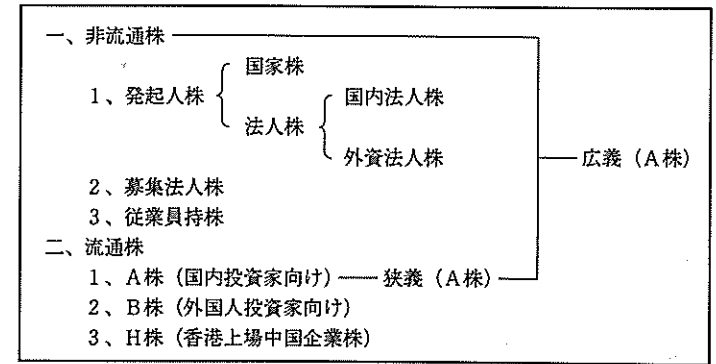 一、非流通株
国家株
1、発起人株
国内法人株
法人株
外資法人株
広義（A株）
2、募集法人株
3、従業員持株
二、流通株
1、A株（国内投資家向け）── 狭義（A株）
2、B株（外国人投資家向け）
3、H株（香港上場中国企業株）